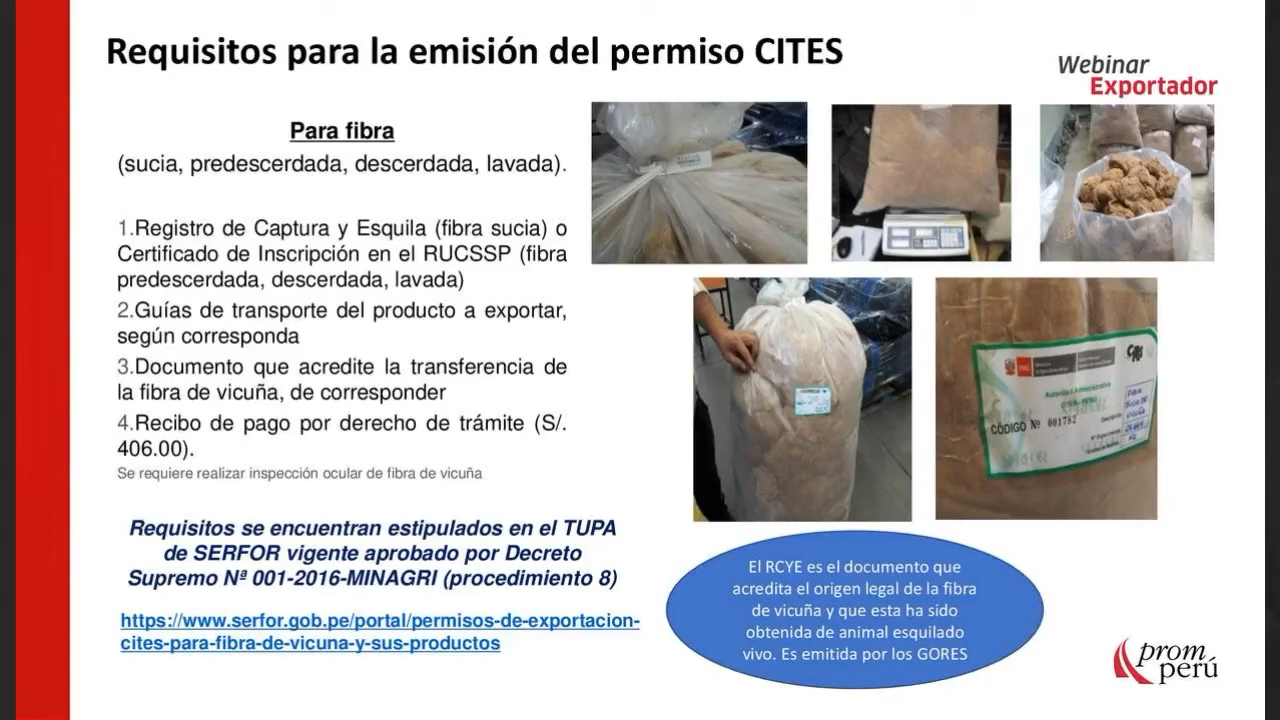 Requisitos para la emisión del permiso CITES
Webinar
Exportador
Para fibra
(sucia, predescerdada, descerdada, lavada).
1.Registro de Captura y Esquila (fibra sucia) o
Certificado de Inscripción en el RUCSSP (fibra
predescerdada, descerdada, lavada)
2.Guías de transporte del producto a exportar,
según corresponda
3.Documento que acredite la transferencia de
la fibra de vicuña, de corresponder
4.Recibo de pago por derecho de trámite (S/.
406.00).
Se requiere realizar inspección ocular de fibra de vicuña
Requisitos se encuentran estipulados en el TUPA
de SERFOR vigente aprobado por Decreto
Supremo Nª 001-2016-MINAGRI (procedimiento 8)
https://www.serfor.gob.pe/portal/permisos-de-exportacion-
cites-para-fibra-de-vicuna-y-sus-productos
Autoridad Administrativa
CITES - PERÚ
CÓDIGO Nº 001782
El RCYE es el documento que
acredita el origen legal de la fibra
de vicuña y que esta ha sido
obtenida de animal esquilado
vivo. Es emitida por los GORES
prom
perú